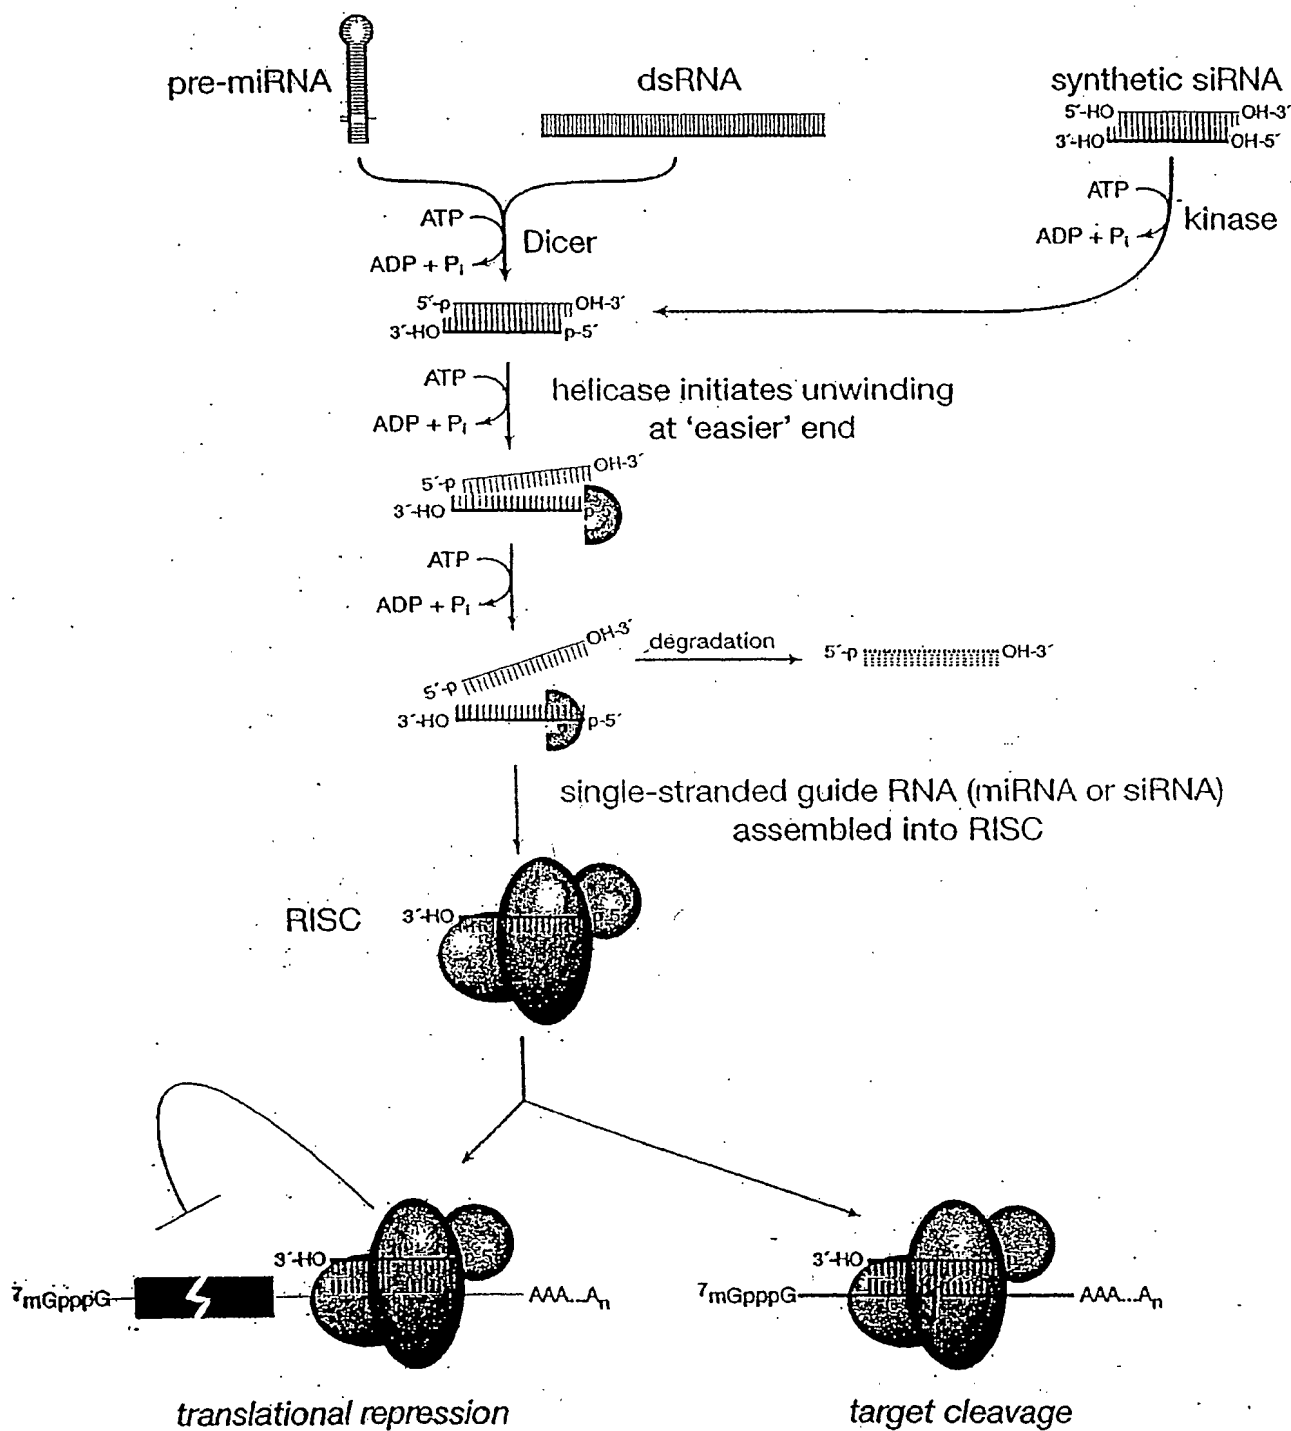 pre-miRNA
dsRNA
synthetic siRNA
5´-HO OH-3´
3´-HO OH-5´
ATP
ADP + Pi
Dicer
ATP
ADP + Pi
kinase
5´-p OH-3´
3´-HO p-5´
ATP
ADP + Pi
helicase initiates unwinding
at ‘easier’ end
5´-p OH-3´
3´-HO p-5
ATP
ADP + Pi
5´-p OH-3´
3´-HO p-5´
degradation
5´-p OH-3´
single-stranded guide RNA (miRNA or siRNA)
assembled into RISC
RISC
3´-HO p-5´
3´-HO p-5´
7mGpppG AAA...An
translational repression
3´-HO p-5´
7mGpppG AAA...An
target cleavage